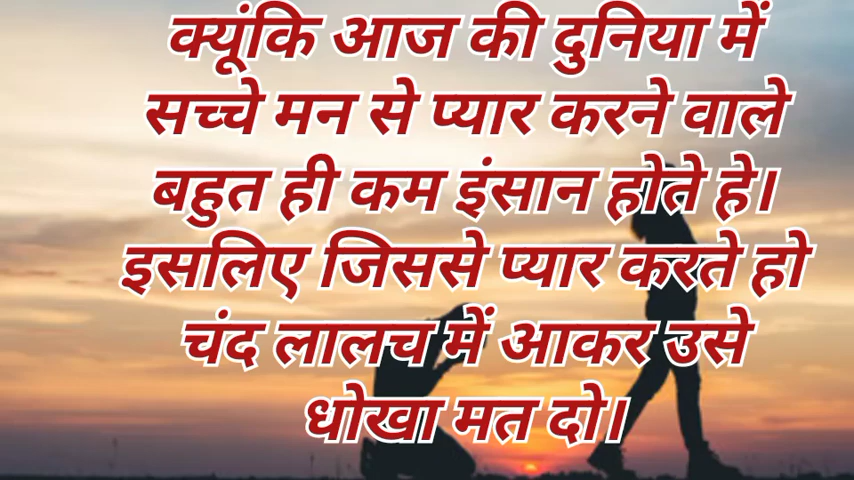 क्यूंकि आज की दुनिया में
सच्चे मन से प्यार करने वाले
बहुत ही कम इंसान होते हे।
इसलिए जिससे प्यार करते हो
चंद लालच में आकर उसे
धोखा मत दो।